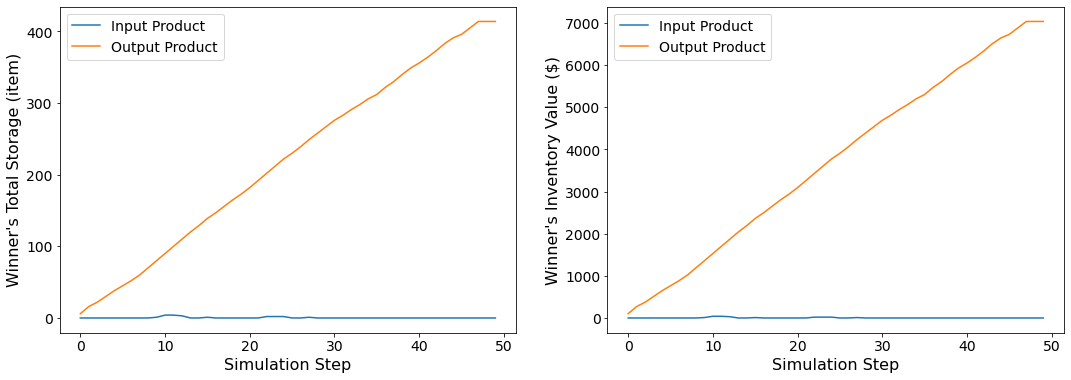 Winner's Total Storage (item)
400
300
200
100
0
Input Product
Output Product
0 10 20 30 40 50
Simulation Step
Winner's Inventory Value ($)
7000
6000
5000
4000
3000
2000
1000
0
Input Product
Output Product
0 10 20 30 40 50
Simulation Step